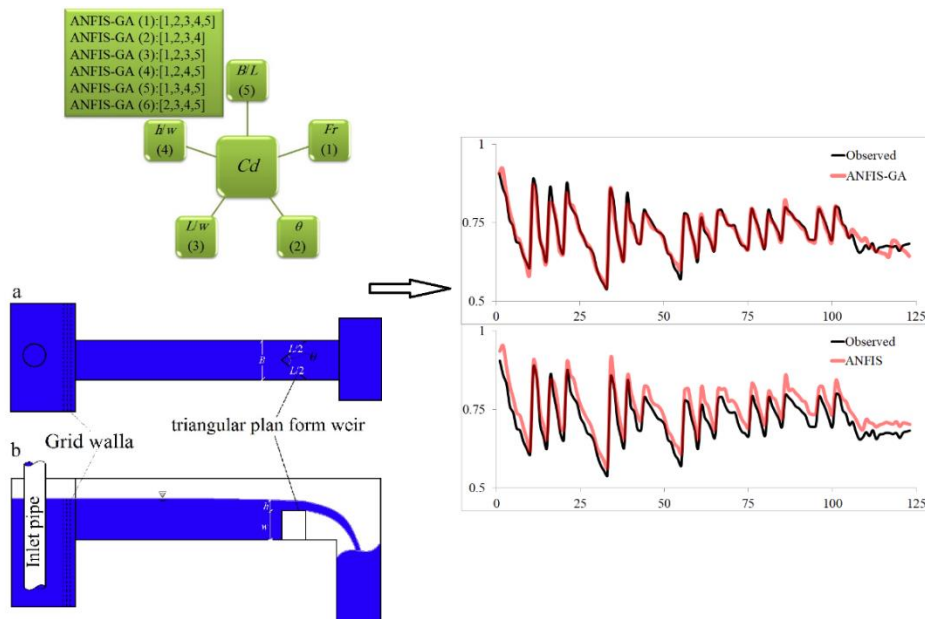 ANFIS-GA (1):[1,2,3,4,5]
ANFIS-GA (2):[1,2,3,4]
ANFIS-GA (3):[1,2,3,5]
ANFIS-GA (4):[1,2,4,5]
ANFIS-GA (5):[1,3,4,5]
ANFIS-GA (6):[2,3,4,5]
B/L
(5)
h/w
(4)
Fr
(1)
Cd
L/w
(3)
θ
(2)
a
B
L/2
θ
L/2
Grid walla
triangular plan form weir
b
Inlet pipe
h
w
1
0.75
0.5
0
25
50
75
100
125
Observed
ANFIS-GA
1
0.75
0.5
0
25
50
75
100
125
Observed
ANFIS